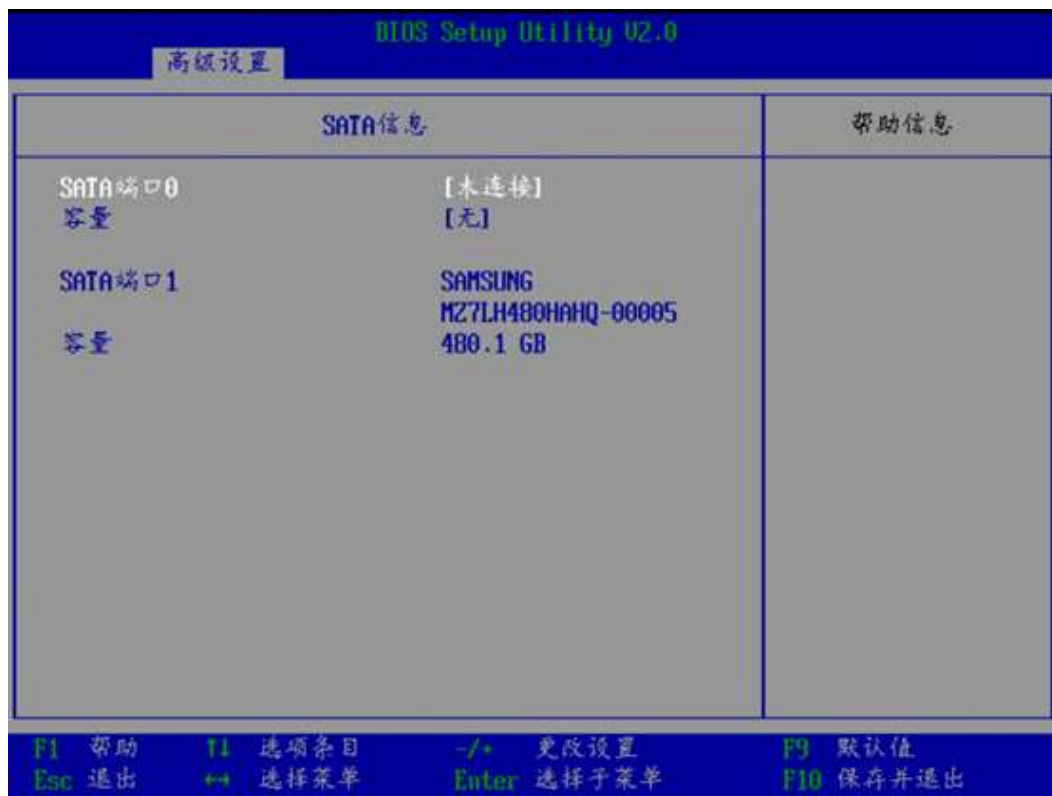 BIOS Setup Utility V2.0
高级设置
SATA信息
帮助信息
SATA端口0 [未连接]
容量 [无]
SATA端口1 SAMSUNG
MZ7LH480HAHQ-00005
容量 480.1 GB
F1 帮助 ↑↓ 选项条目 -/+ 更改设置 F9 默认值
Esc 退出 ←→ 选择菜单 Enter 选择子菜单 F10 保存并退出